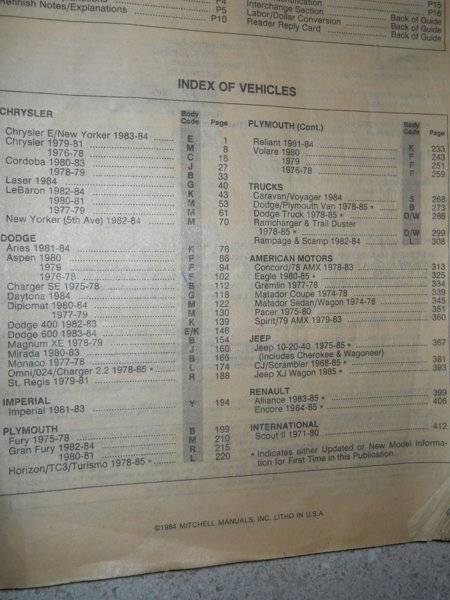 Refinish Notes/Explanations P5
P10
P15
Interchange Section P16
Labor/Dollar Conversion Back of Guide
Reader Reply Card Back of Guide
Back of Guide
INDEX OF VEHICLES
Body Code Page
CHRYSLER
Chrysler E/New Yorker 1983-84 E 1
Chrysler 1979-81 8
1976-78 C 16
Cordoba 1980-83 J 27
B 33
Laser 1984 G 40
LeBaron 1982-84 K 43
1980-81 M 53
1977-79 M 61
New Yorker (5th Ave) 1982-84 M 70
DODGE
Aries 1981-84 K 76
Aspen 1980 F 86
1979 F 94
1976-78 F 102
Charger SE 1975-78 B 112
Daytona 1984 G 118
Diplomat 1980-84 M 122
1977-79 M 130
Dodge 400 1982-83 K 139
Dodge 600 1983-84 E/K 146
Magnum XE 1978-79 B 154
Mirada 1980-83 J 160
Monaco 1977-78 B 166
Omni/024/Charger 2.2 1978-85 * L 174
St. Regis 1979-81 R 188
IMPERIAL
Imperial 1981-83 Y 194
PLYMOUTH
Fury 1975-78 B 199
Gran Fury 1982-84 M 210
1980-81 R 215
Horizon/TC3/Turismo 1978-85 * L 220
Body Code Page
PLYMOUTH (Cont.)
Reliant 1981-84 K 233
Volare 1980 F 243
1979 F 251
1976-78 F 259
TRUCKS
Caravan/Voyager 1984 S 268
Dodge/Plymouth Van 1978-85 * B 273
Dodge Truck 1978-85 * D/W 286
Ramcharger & Trail Duster
1978-85 * D/W 299
Rampage & Scamp 1982-84 L 308
AMERICAN MOTORS
Concord/78 AMX 1978-83 313
Eagle 1980-85 * 325
Gremlin 1977-78 334
Matador Coupe 1974-78 339
Matador Sedan/Wagon 1974-78 345
Pacer 1975-80 351
Spirit/79 AMX 1979-83 360
JEEP
Jeep 10-20-40 1975-85 * 367
(Includes Cherokee & Wagoneer)
CJ/Scrambler 1968-85 * 381
Jeep XJ Wagon 1985 * 393
RENAULT
Alliance 1983-85 * 399
Encore 1984-85 * 406
INTERNATIONAL
Scout II 1971-80 412
* Indicates either Updated or New Model Informa-
tion for First Time in this Publication.
©1984 MITCHELL MANUALS, INC. LITHO IN U.S.A.